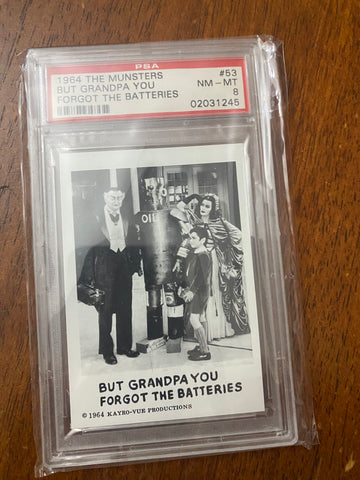 PSA
1964 THE MUNSTERS #53
BUT GRANDPA YOU NM - MT
FORGOT THE BATTERIES 8
02031245
OIL
BUT GRANDPA YOU
FORGOT THE BATTERIES
© 1964 KAYRO-VUE PRODUCTIONS